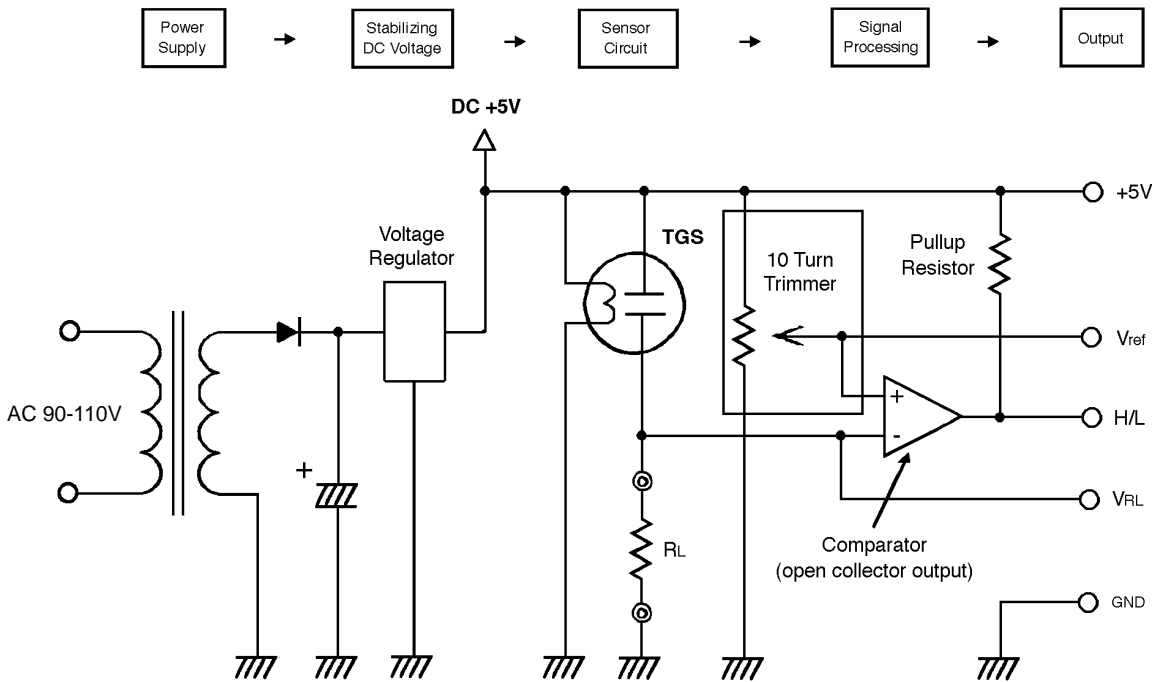 Power
Supply
Stabilizing
DC Voltage
Sensor
Circuit
Signal
Processing
Output
DC +5V
+5V
Voltage
Regulator
TGS
10 Turn
Trimmer
Pullup
Resistor
Vref
AC 90-110V
+
-
H/L
+
VRL
Comparator
(open collector output)
RL
GND